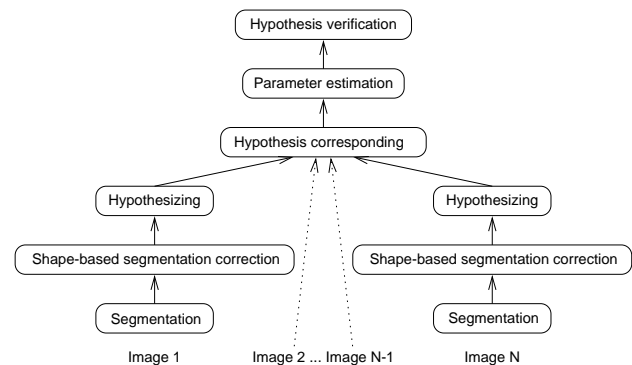 Hypothesis verification
Parameter estimation
Hypothesis corresponding
Hypothesizing
Hypothesizing
Shape-based segmentation correction
Shape-based segmentation correction
Segmentation
Segmentation
Image 1
Image 2 ... Image N-1
Image N